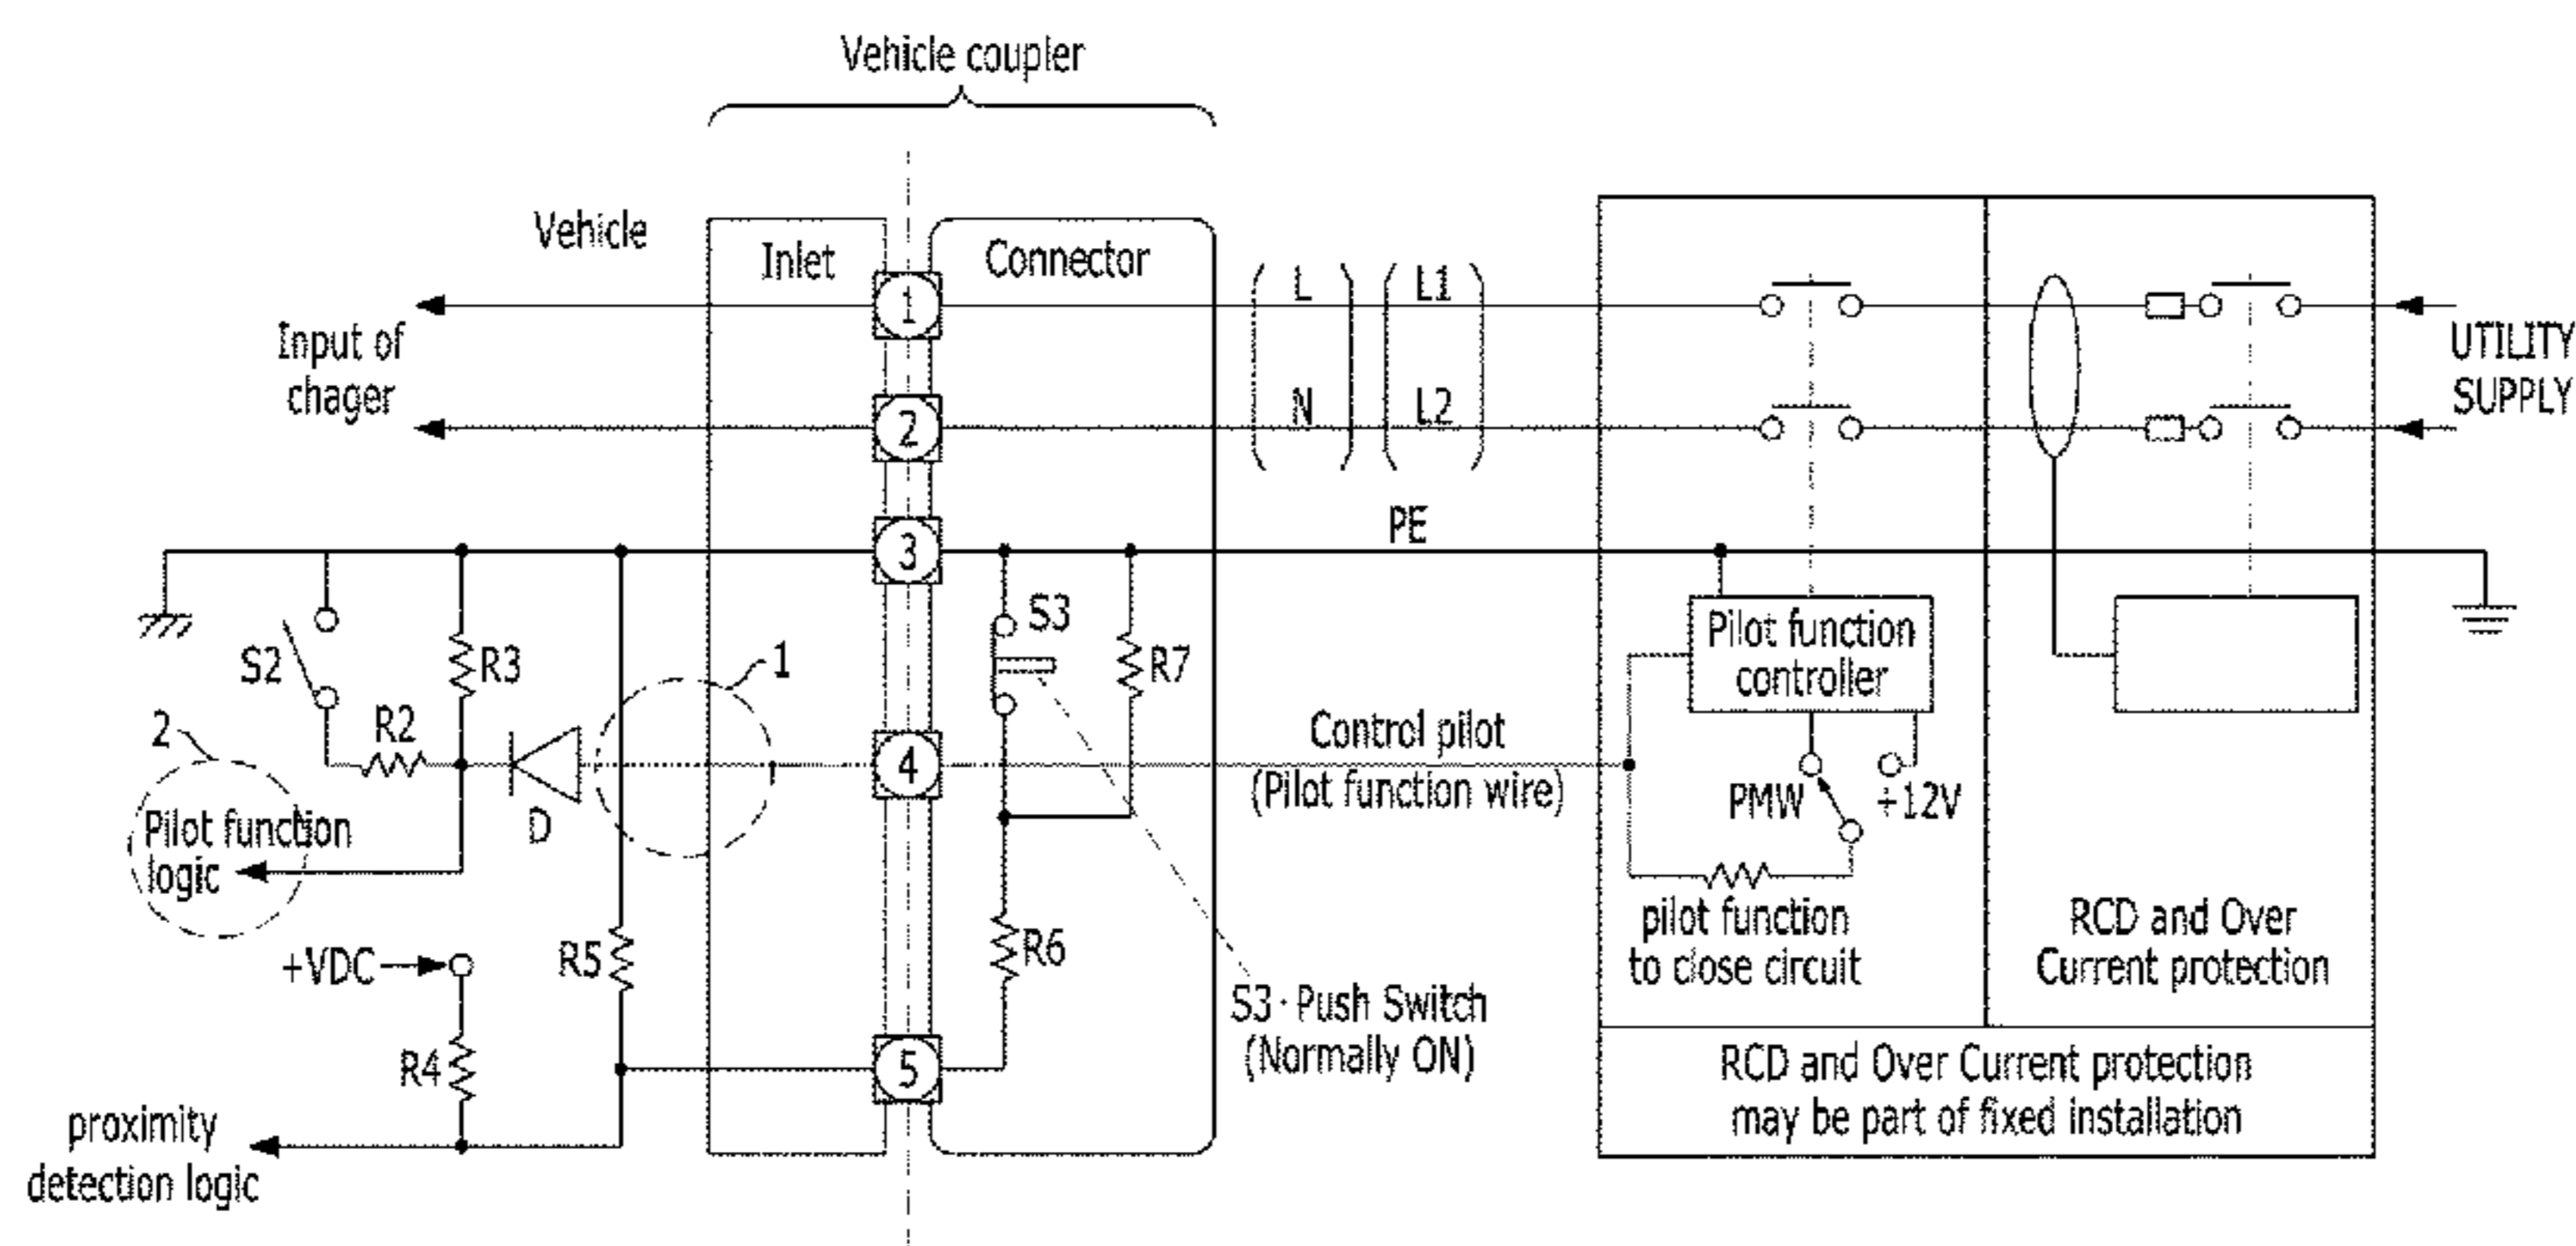 Vehicle coupler
Vehicle
Inlet
Connector
1
L
L1
Input of
chager
UTILITY
SUPPLY
2
N
L2
3
PE
S2
R3
1
S3
R7
Pilot function
controller
2
R2
D
4
Control pilot
(Pilot function wire)
PMW
+12V
Pilot function
logic
pilot function
to close circuit
RCD and Over
Current protection
+VDC
R5
R6
S3·Push Switch
(Normally ON)
R4
5
RCD and Over Current protection
may be part of fixed installation
proximity
detection logic